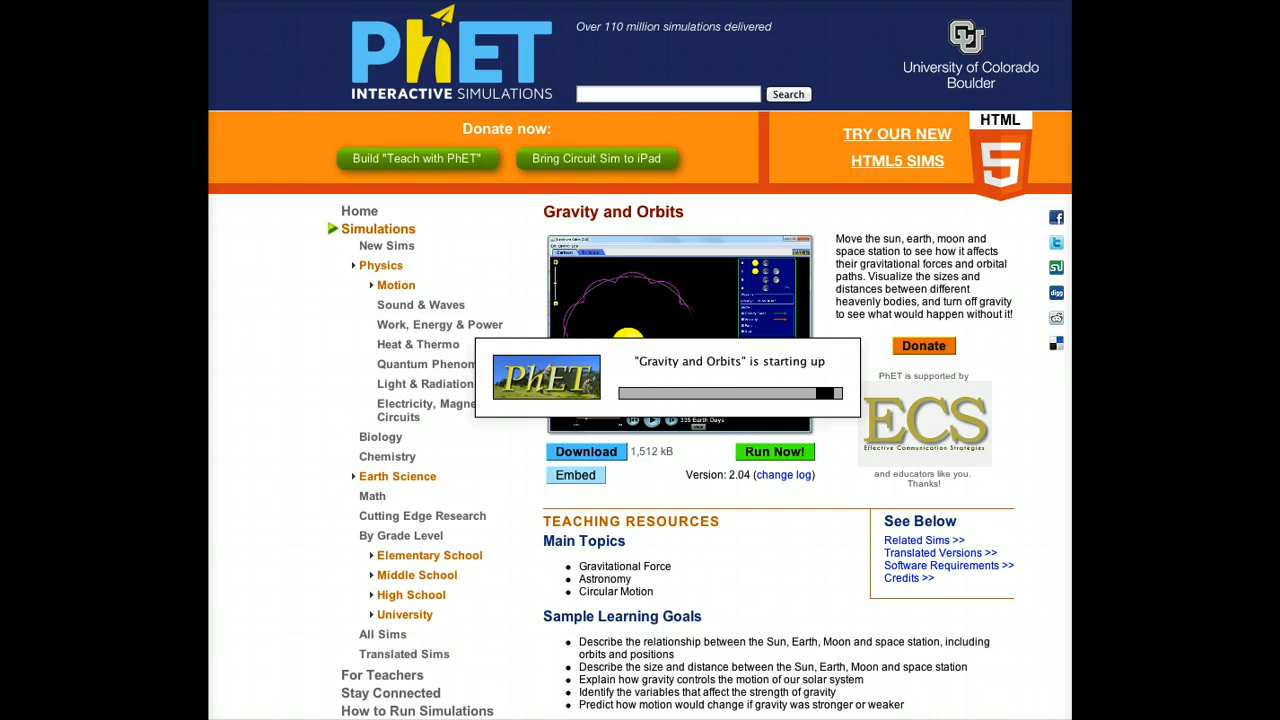 PhET
INTERACTIVE SIMULATIONS
Over 110 million simulations delivered
Search
University of Colorado
Boulder
Donate now:
Build "Teach with PhET"
Bring Circuit Sim to iPad
TRY OUR NEW
HTML5 SIMS
HTML
5
Home
Simulations
New Sims
Physics
Motion
Sound & Waves
Work, Energy & Power
Heat & Thermo
Quantum Phenom
Light & Radiation
Electricity, Magne
Circuits
Biology
Chemistry
Earth Science
Math
Cutting Edge Research
By Grade Level
Elementary School
Middle School
High School
University
All Sims
Translated Sims
For Teachers
Stay Connected
How to Run Simulations
Gravity and Orbits
335 Earth Days
Move the sun, earth, moon and
space station to see how it affects
their gravitational forces and orbital
paths. Visualize the sizes and
distances between different
heavenly bodies, and turn off gravity
to see what would happen without it!
PhET
"Gravity and Orbits" is starting up
Donate
PhET is supported by
ECS
Effective Communication Strategies
and educators like you.
Thanks!
Download
1,512 kB
Run Now!
Embed
Version: 2.04 (change log)
TEACHING RESOURCES
Main Topics
Gravitational Force
Astronomy
Circular Motion
See Below
Related Sims >>
Translated Versions >>
Software Requirements >>
Credits >>
Sample Learning Goals
Describe the relationship between the Sun, Earth, Moon and space station, including
orbits and positions
Describe the size and distance between the Sun, Earth, Moon and space station
Explain how gravity controls the motion of our solar system
Identify the variables that affect the strength of gravity
Predict how motion would change if gravity was stronger or weaker
digg